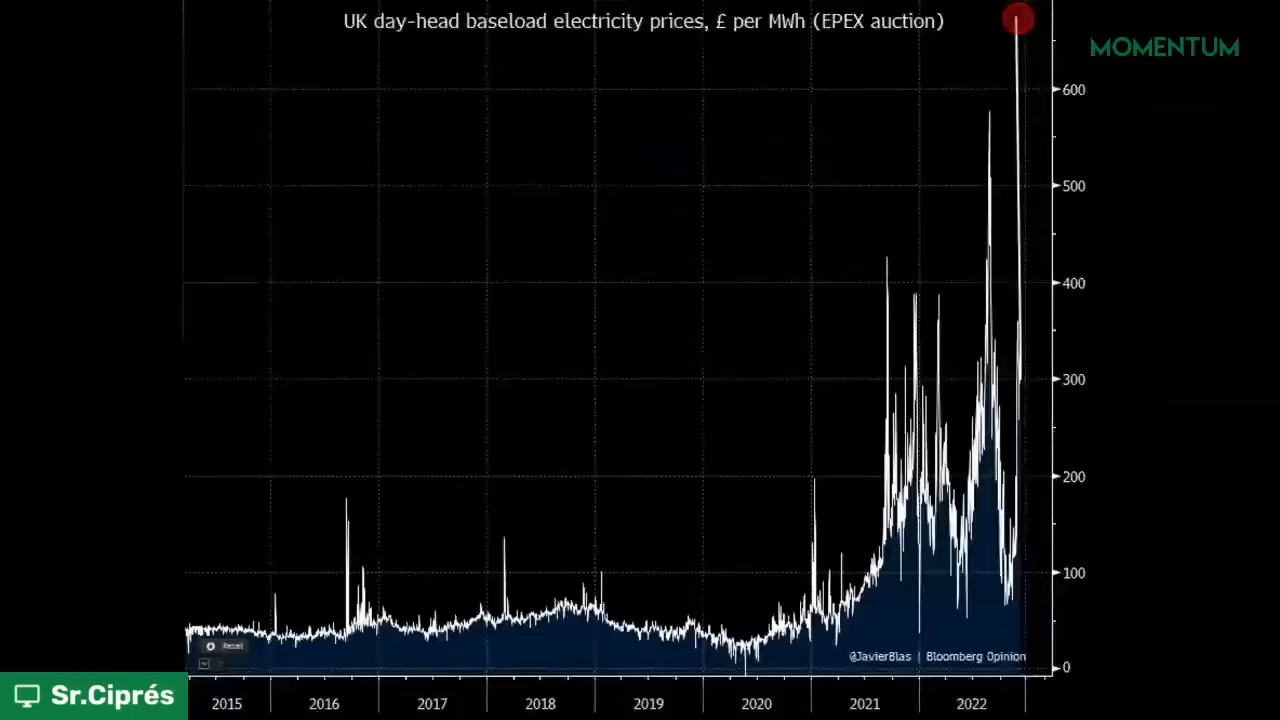 UK day-head baseload electricity prices, £ per MWh (EPEX auction)
MOMENTUM
600
500
400
300
200
100
0
Reset
@JavierBlas | Bloomberg Opinion
Sr.Ciprés
2015 2016 2017 2018 2019 2020 2021 2022